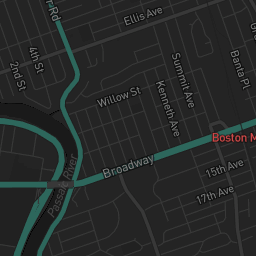 Ellis Ave
r Rd
4th St
2nd St
Willow St
Summit Ave
Kenneth Ave
Banta Pl
Boston M
Broadway
15th Ave
17th Ave
Passaic River